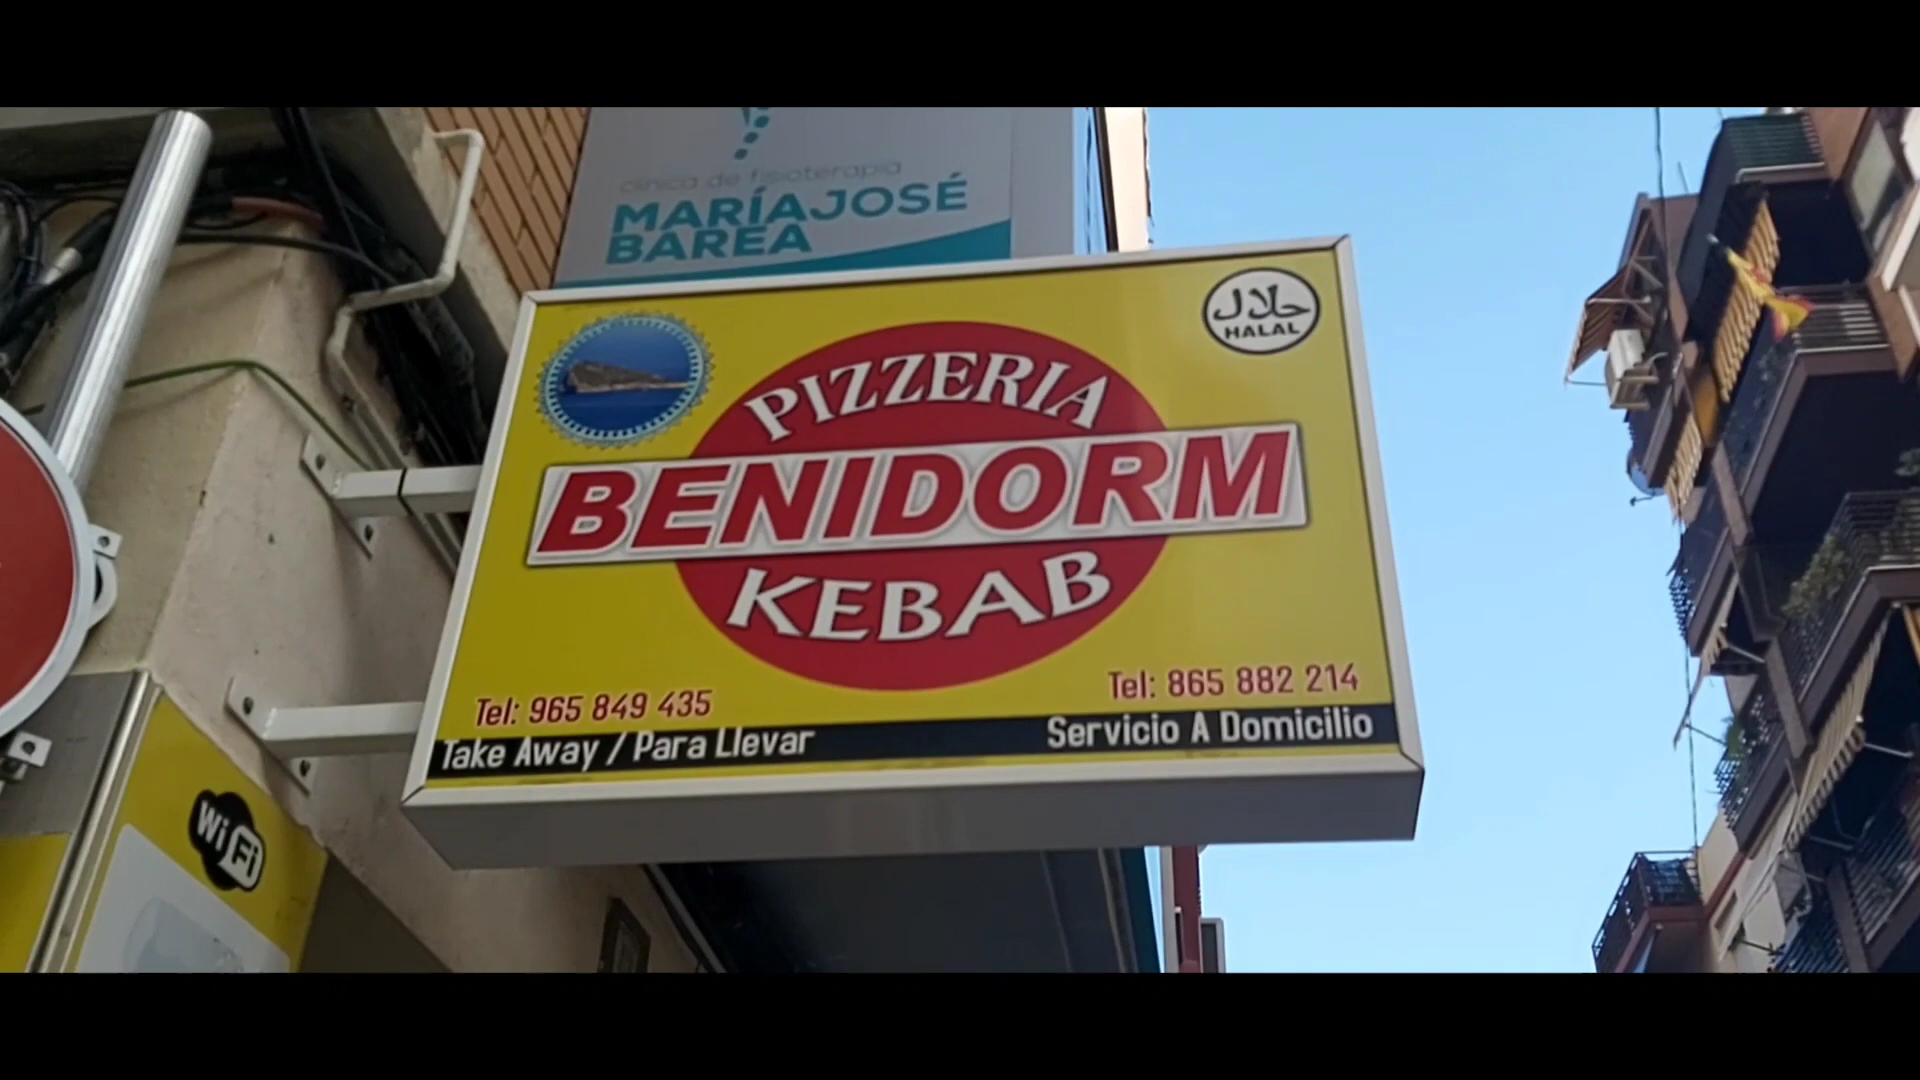 clínica de fisioterapia
MARÍA JOSÉ
BAREA
حلال
HALAL
PIZZERIA
BENIDORM
KEBAB
Tel: 965 849 435
Tel: 865 882 214
Take Away / Para Llevar
Servicio A Domicilio
Wi Fi